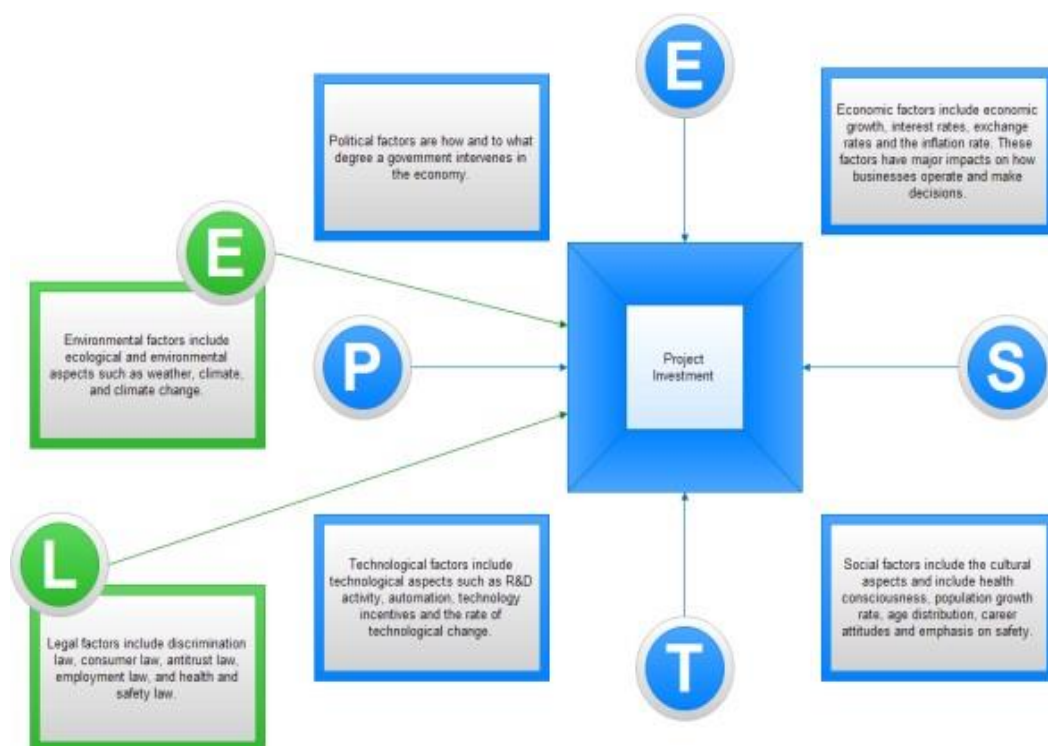 E
Political factors are how and to what
degree a government intervenes in
the economy.
Economic factors include economic
growth, interest rates, exchange
rates and the inflation rate. These
factors have major impacts on how
businesses operate and make
decisions.
E
Environmental factors include
ecological and environmental
aspects such as weather, climate,
and climate change.
P
Project
Investment
S
L
Legal factors include discrimination
law, consumer law, antitrust law,
employment law, and health and
safety law.
Technological factors include
technological aspects such as R&D
activity, automation, technology
incentives and the rate of
technological change.
T
Social factors include the cultural
aspects and include health
consciousness, population growth
rate, age distribution, career
attitudes and emphasis on safety.